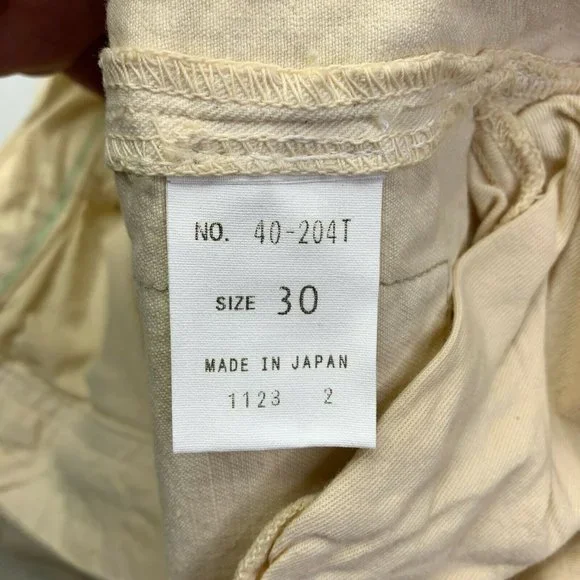 NO. 40-204T
SIZE 30
MADE IN JAPAN
1123 2